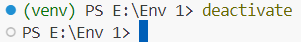 (venv) PS E:\Env 1> deactivate
PS E:\Env 1>